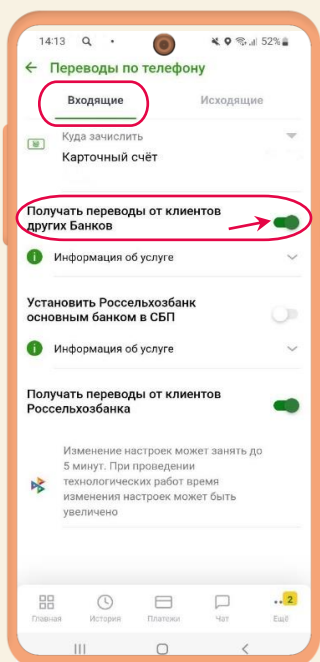 14:13
52%
Переводы по телефону
Входящие
Исходящие
Куда зачислить
Карточный счёт
Получать переводы от клиентов
других Банков
Информация об услуге
Установить Россельхозбанк
основным банком в СБП
Информация об услуге
Получать переводы от клиентов
Россельхозбанка
Изменение настроек может занять до
5 минут. При проведении
технологических работ время
изменения настроек может быть
увеличено
2
Главная
История
Платежи
Чат
Ещё